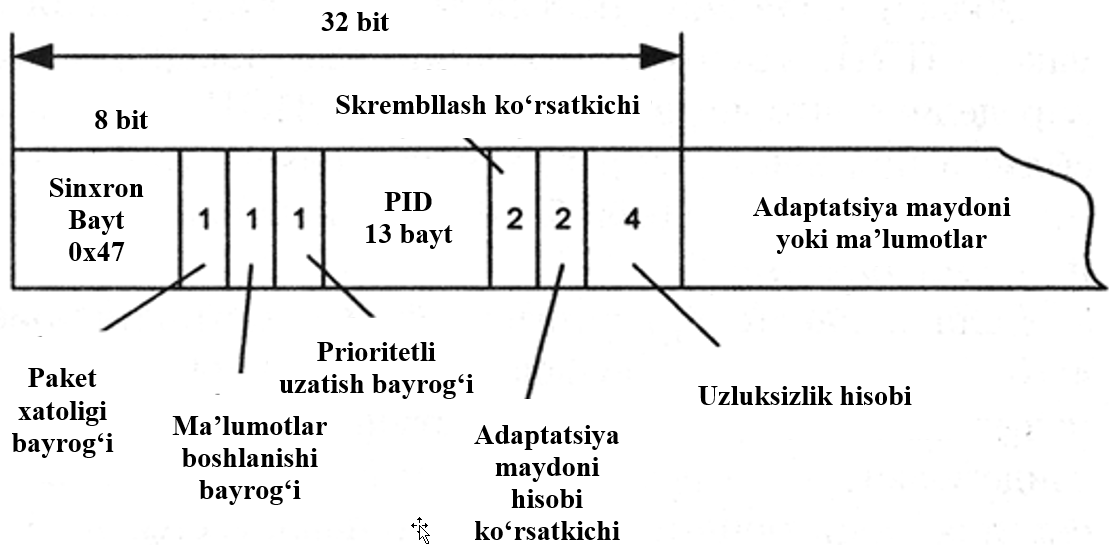 32 bit
Skrembllash ko‘rsatkichi
8 bit
Sinxron
Bayt
0x47
1
1
1
PID
13 bayt
2
2
4
Adaptatsiya maydoni
yoki ma’lumotlar
Paket
xatoligi
bayrog‘i
Ma’lumotlar
boshlanishi
bayrog‘i
Prioritetli
uzatish bayrog‘i
Adaptatsiya
maydoni
hisobi
ko‘rsatkichi
Uzluksizlik hisobi